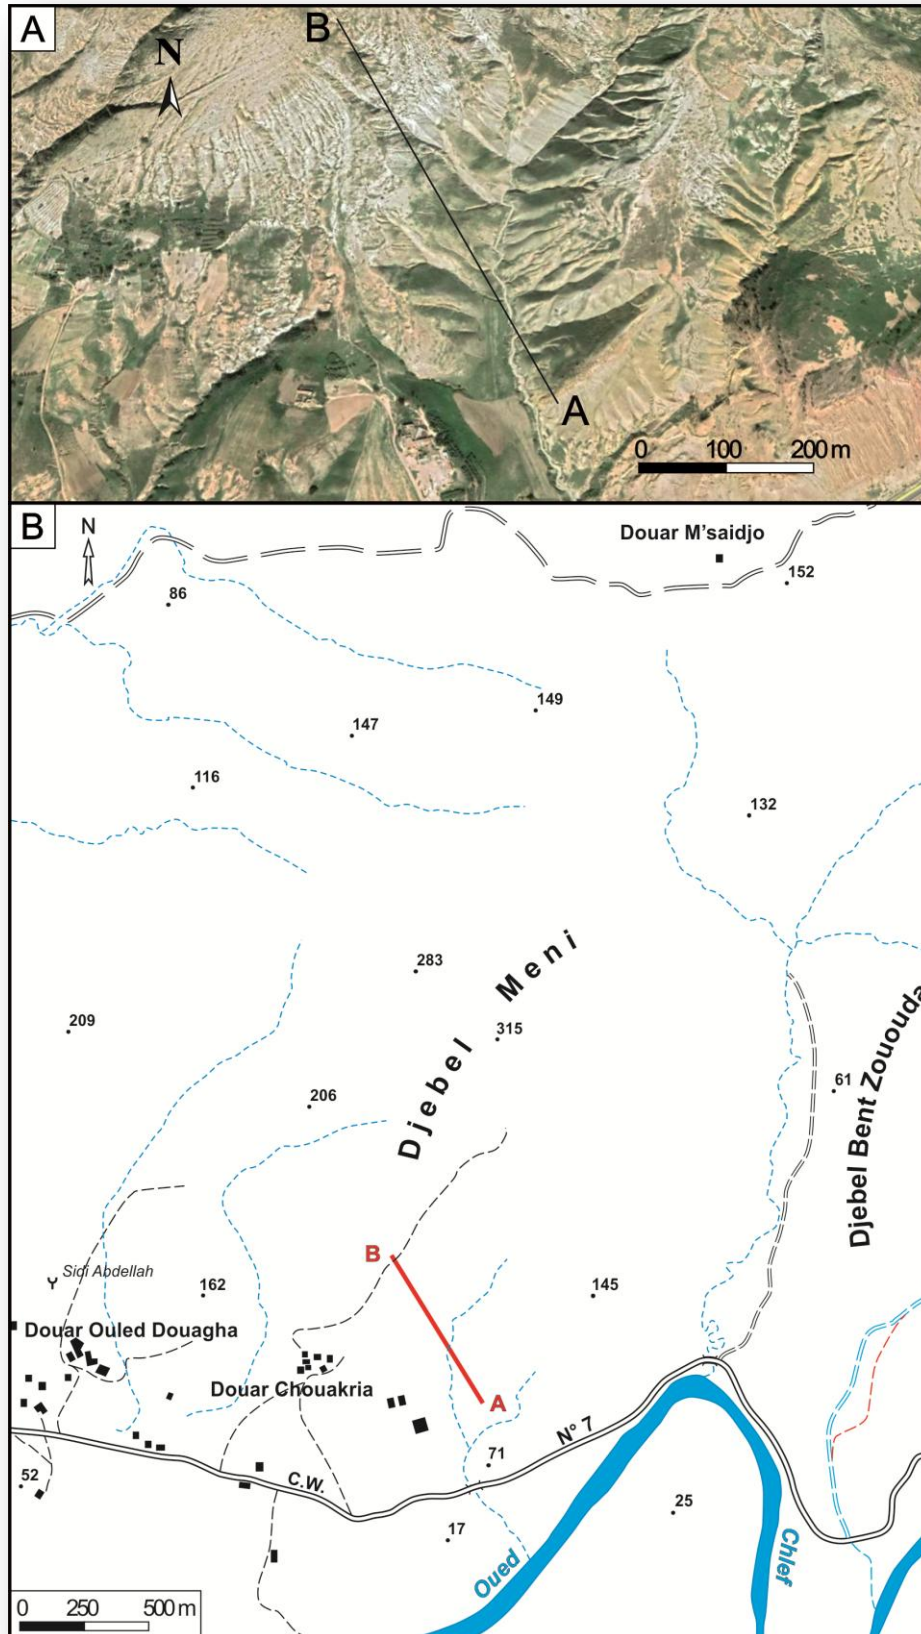 A
B
N
A
0 100 200 m
B
N
Douar M'saidjo
152
86
149
147
116
132
283
Djebel Meni
315
209
206
61
Djebel Bent Zououda
Sidi Abdellah
B
162
145
Douar Ouled Douagha
Douar Chouakria
A
N° 7
71
52
C.W.
25
17
Oued
Chlef
0 250 500 m